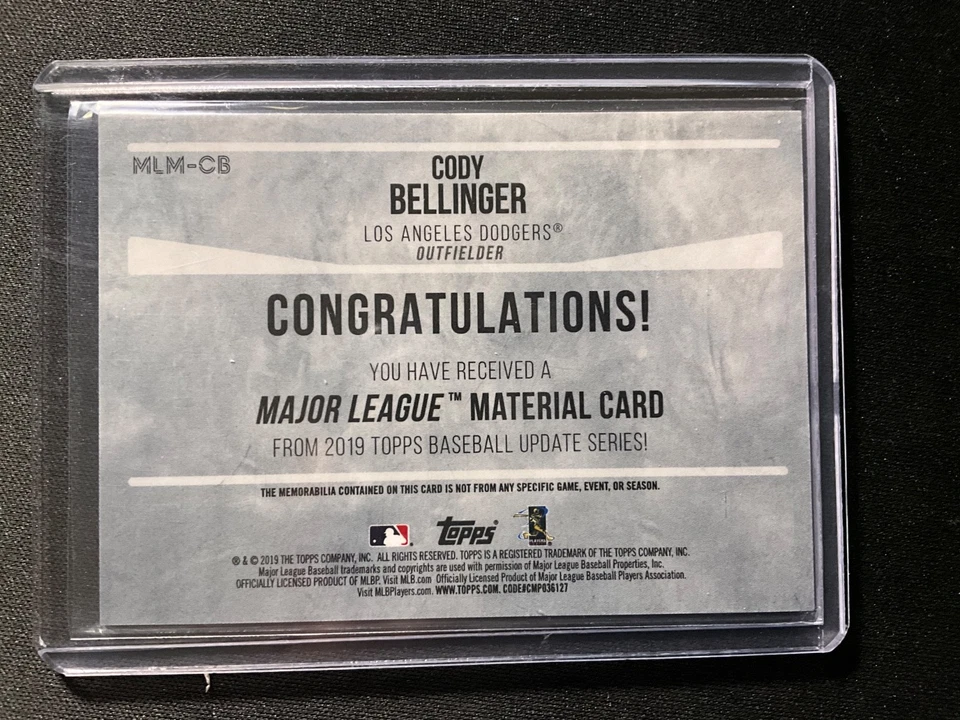 MLM-CB
CODY
BELLINGER
LOS ANGELES DODGERS®
OUTFIELDER
CONGRATULATIONS!
YOU HAVE RECEIVED A
MAJOR LEAGUE™ MATERIAL CARD
FROM 2019 TOPPS BASEBALL UPDATE SERIES!
THE MEMORABILIA CONTAINED ON THIS CARD IS NOT FROM ANY SPECIFIC GAME, EVENT, OR SEASON.
topps PLAYERS
® & © 2019 THE TOPPS COMPANY, INC. ALL RIGHTS RESERVED. TOPPS IS A REGISTERED TRADEMARK OF THE TOPPS COMPANY, INC.
Major League Baseball trademarks and copyrights are used with permission of Major League Baseball Properties, Inc.
OFFICIALLY LICENSED PRODUCT OF MLBP. Visit MLB.com Officially Licensed Product of Major League Baseball Players Association.
Visit MLBPlayers.com. WWW.TOPPS.COM. CODE#CMP036127